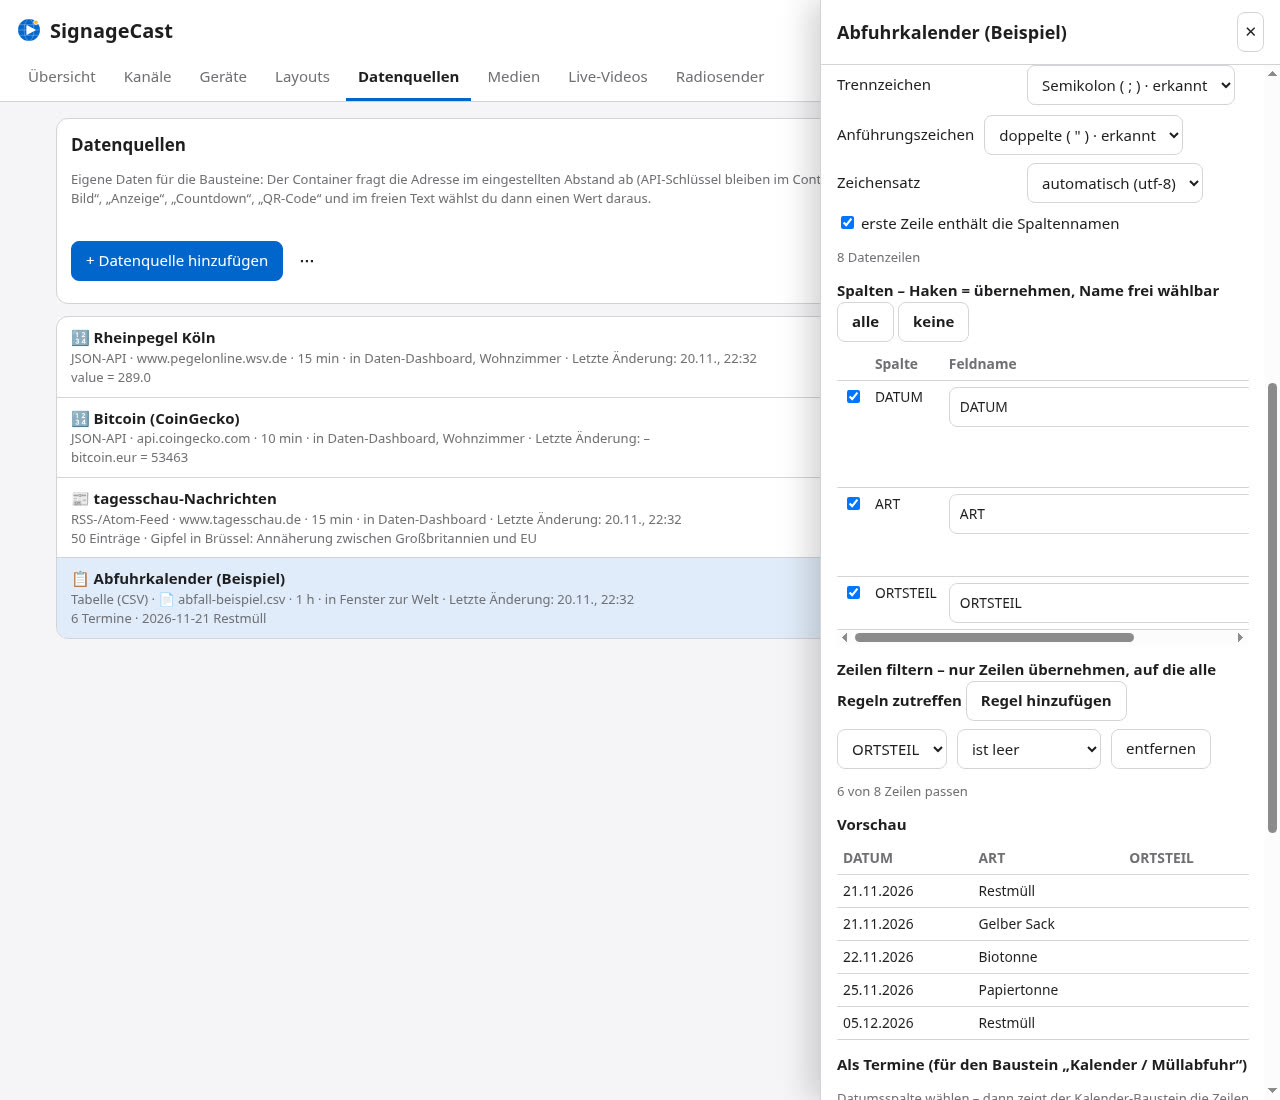 SignageCast
Übersicht Kanäle Geräte Layouts Datenquellen Medien Live-Videos Radiosender
Datenquellen
Eigene Daten für die Bausteine: Der Container fragt die Adresse im eingestellten Abstand ab (API-Schlüssel bleiben im Cont
Bild“, „Anzeige“, „Countdown“, „QR-Code“ und im freien Text wählst du dann einen Wert daraus.
+ Datenquelle hinzufügen ⋯
🔢 Rheinpegel Köln
JSON-API · www.pegelonline.wsv.de · 15 min · in Daten-Dashboard, Wohnzimmer · Letzte Änderung: 20.11., 22:32
value = 289.0
🔢 Bitcoin (CoinGecko)
JSON-API · api.coingecko.com · 10 min · in Daten-Dashboard, Wohnzimmer · Letzte Änderung: –
bitcoin.eur = 53463
📰 tagesschau-Nachrichten
RSS-/Atom-Feed · www.tagesschau.de · 15 min · in Daten-Dashboard · Letzte Änderung: 20.11., 22:32
50 Einträge · Gipfel in Brüssel: Annäherung zwischen Großbritannien und EU
📋 Abfuhrkalender (Beispiel)
Tabelle (CSV) · 📄 abfall-beispiel.csv · 1 h · in Fenster zur Welt · Letzte Änderung: 20.11., 22:32
6 Termine · 2026-11-21 Restmüll
Abfuhrkalender (Beispiel) ✕
Trennzeichen Semikolon ( ; ) · erkannt
Anführungszeichen doppelte ( " ) · erkannt
Zeichensatz automatisch (utf-8)
erste Zeile enthält die Spaltennamen
8 Datenzeilen
Spalten – Haken = übernehmen, Name frei wählbar
alle keine
Spalte Feldname
DATUM DATUM
ART ART
ORTSTEIL ORTSTEIL
Zeilen filtern – nur Zeilen übernehmen, auf die alle
Regeln zutreffen Regel hinzufügen
ORTSTEIL ist leer entfernen
6 von 8 Zeilen passen
Vorschau
DATUM ART ORTSTEIL
21.11.2026 Restmüll
21.11.2026 Gelber Sack
22.11.2026 Biotonne
25.11.2026 Papiertonne
05.12.2026 Restmüll
Als Termine (für den Baustein „Kalender / Müllabfuhr“)
Datumsspalte wählen – dann zeigt der Kalender-Baustein die Zeilen